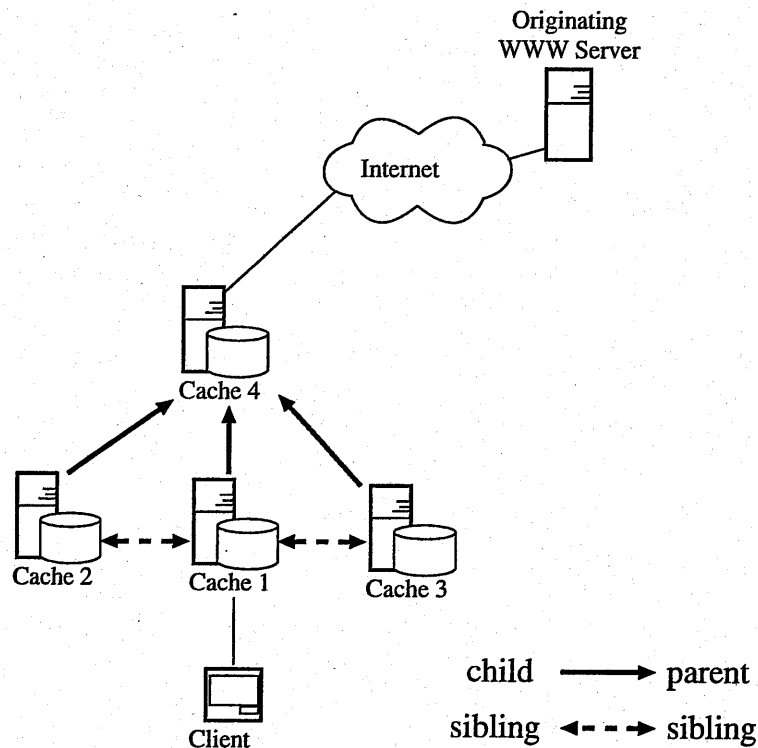 Originating
WWW Server
Internet
Cache 4
Cache 2
Cache 1
Cache 3
Client
child parent
sibling sibling